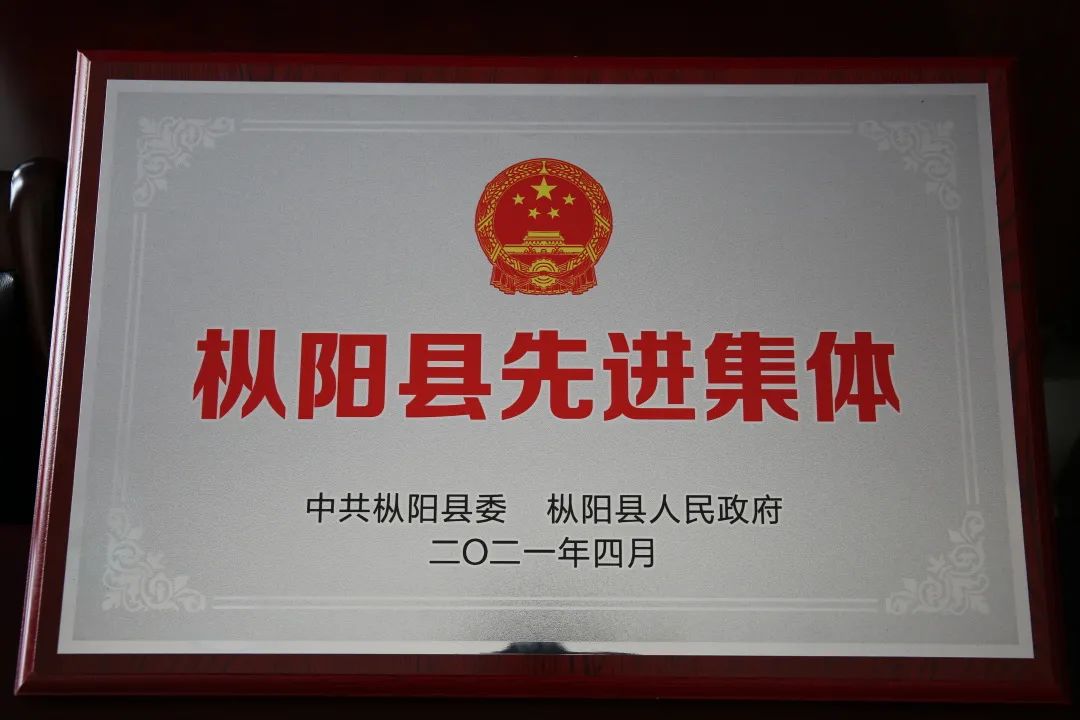 枞阳县先进集体
中共枞阳县委 枞阳县人民政府
二〇二一年四月